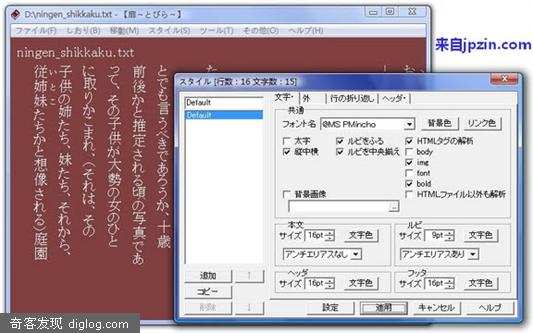 D:\ningen_shikkaku.txt - 【扉~とびら~】
ファイル(F) しおり(B) 移動(M) スタイル(S) ツール(T) その他(O) ヘルプ(H)
来自jpzin.com
ningen_shikkaku.txt
とでも言うべきであろうか、十歳
前後かと推定される頃の写真であ
って、その子供が大勢の女のひと
に取りかこまれ、(それは、その
子供の姉たち、妹たち、それから、
いとこ
従姉妹たちかと想像される)庭園
スタイル [行数:16 文字数:15]
Default
Default
追加
↑
コピー
削除
↓
文字・
外
行の折り返し
ヘッダ・
共通
フォント名 @MS PMincho 背景色 リンク色
太字 ルビをふる HTMLタグの解析
縦中横 ルビを中央揃え body
img
font
bold
背景画像 HTMLファイル以外も解析
...
本文
サイズ 16pt 文字色
アンチエリアスなし
ルビ
サイズ 9pt 文字色
アンチエリアスあり
ヘッダ
サイズ 16pt 文字色
フッタ
サイズ 16pt 文字色
設定 適用 キャンセル ヘルプ
奇客发现 diglog.com